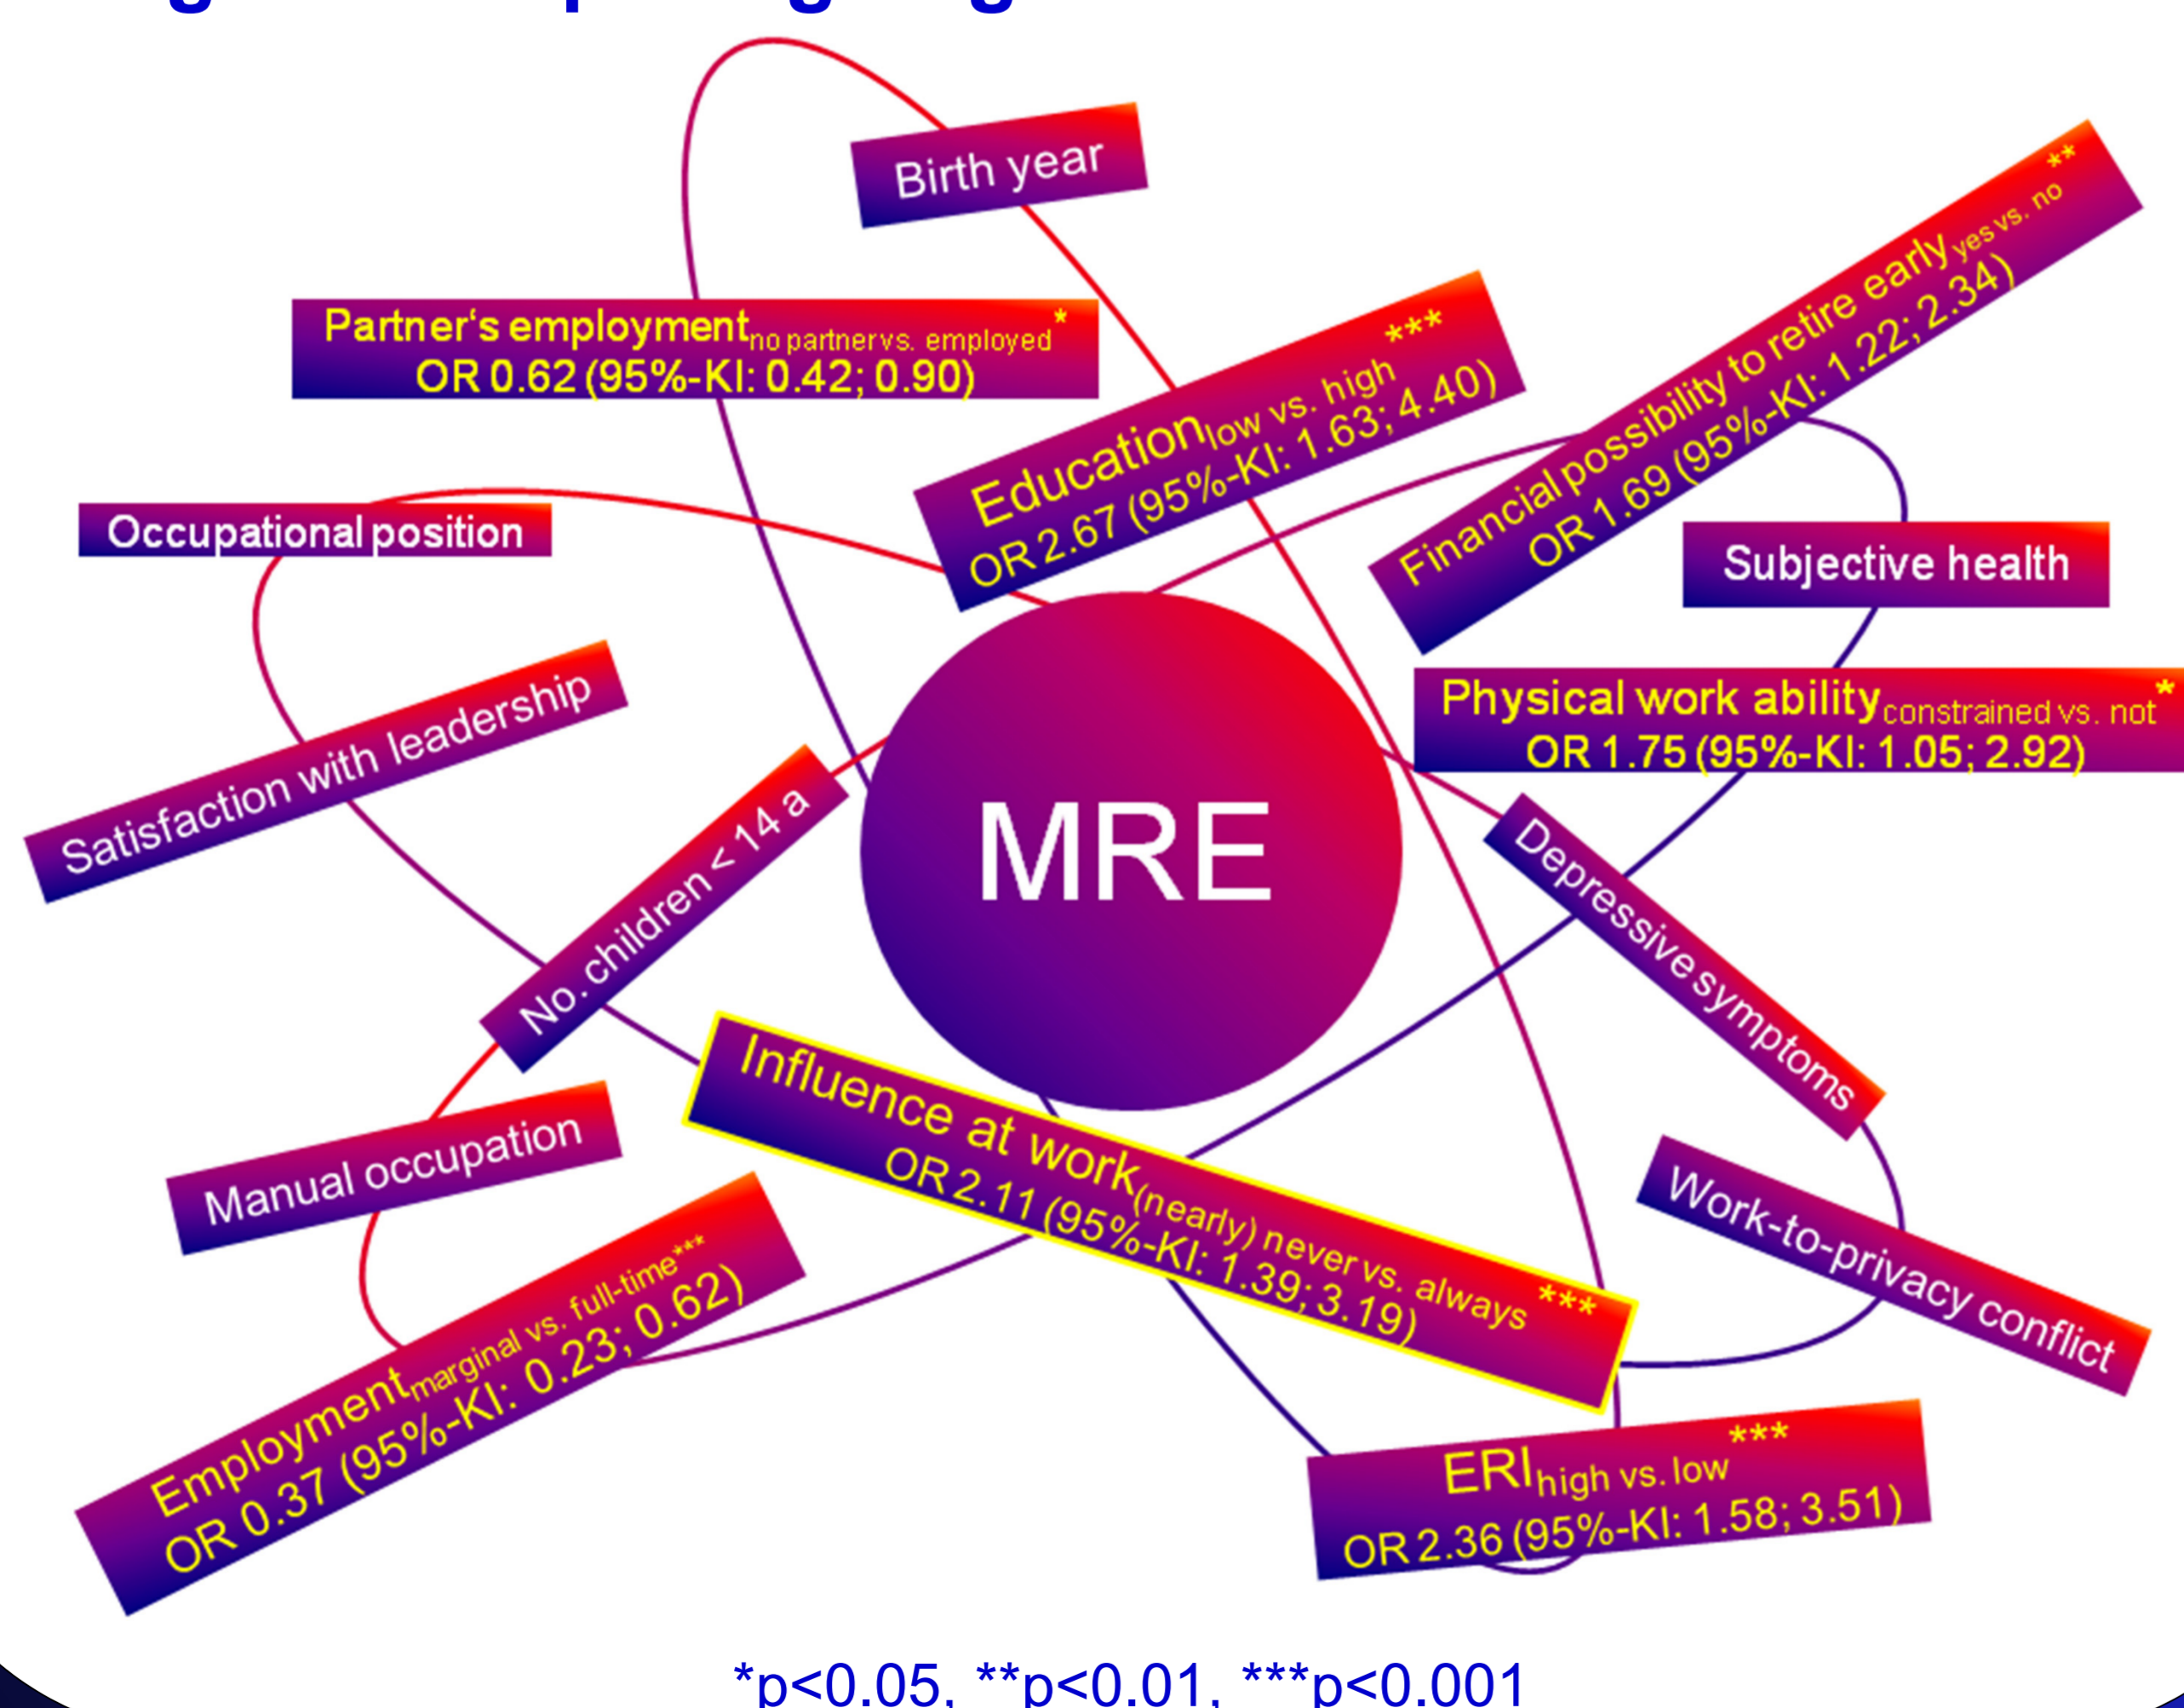 Birth year
Partner‘s employment no partner vs. employed*
OR 0.62 (95%-KI: 0.42; 0.90)
Education low vs. high ***
OR 2.67 (95%-KI: 1.63; 4.40)
Financial possibility to retire early yes vs. no **
OR 1.69 (95%-KI: 1.22; 2.34)
Occupational position
Subjective health
Satisfaction with leadership
Physical work ability constrained vs. not*
OR 1.75 (95%-KI: 1.05; 2.92)
No. children < 14 a
MRE
Depressive symptoms
Influence at work (nearly) never vs. always ***
OR 2.11 (95%-KI: 1.39; 3.19)
Manual occupation
Work-to-privacy conflict
Employment marginal vs. full-time***
OR 0.37 (95%-KI: 0.23; 0.62)
ERI high vs. low ***
OR 2.36 (95%-KI: 1.58; 3.51)
*p<0.05, **p<0.01, ***p<0.001